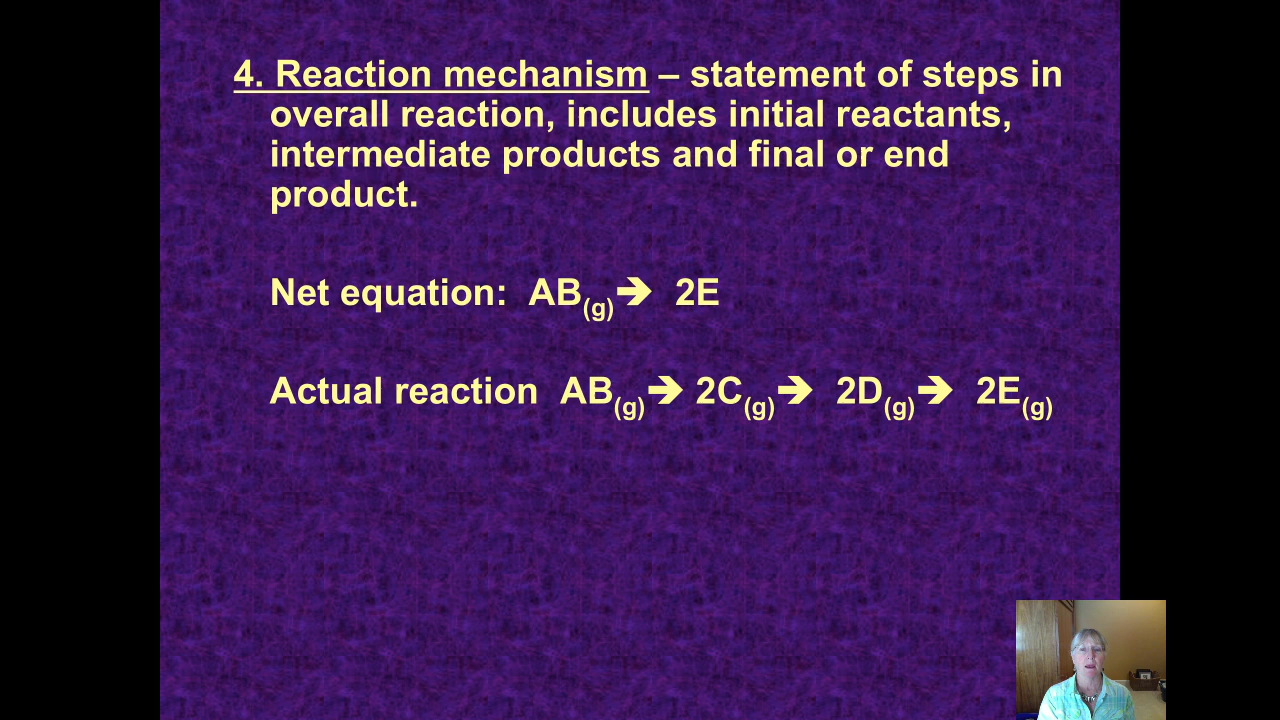 4. Reaction mechanism – statement of steps in
overall reaction, includes initial reactants,
intermediate products and final or end
product.
Net equation: AB(g)➔ 2E
Actual reaction AB(g)➔ 2C(g)➔ 2D(g)➔ 2E(g)